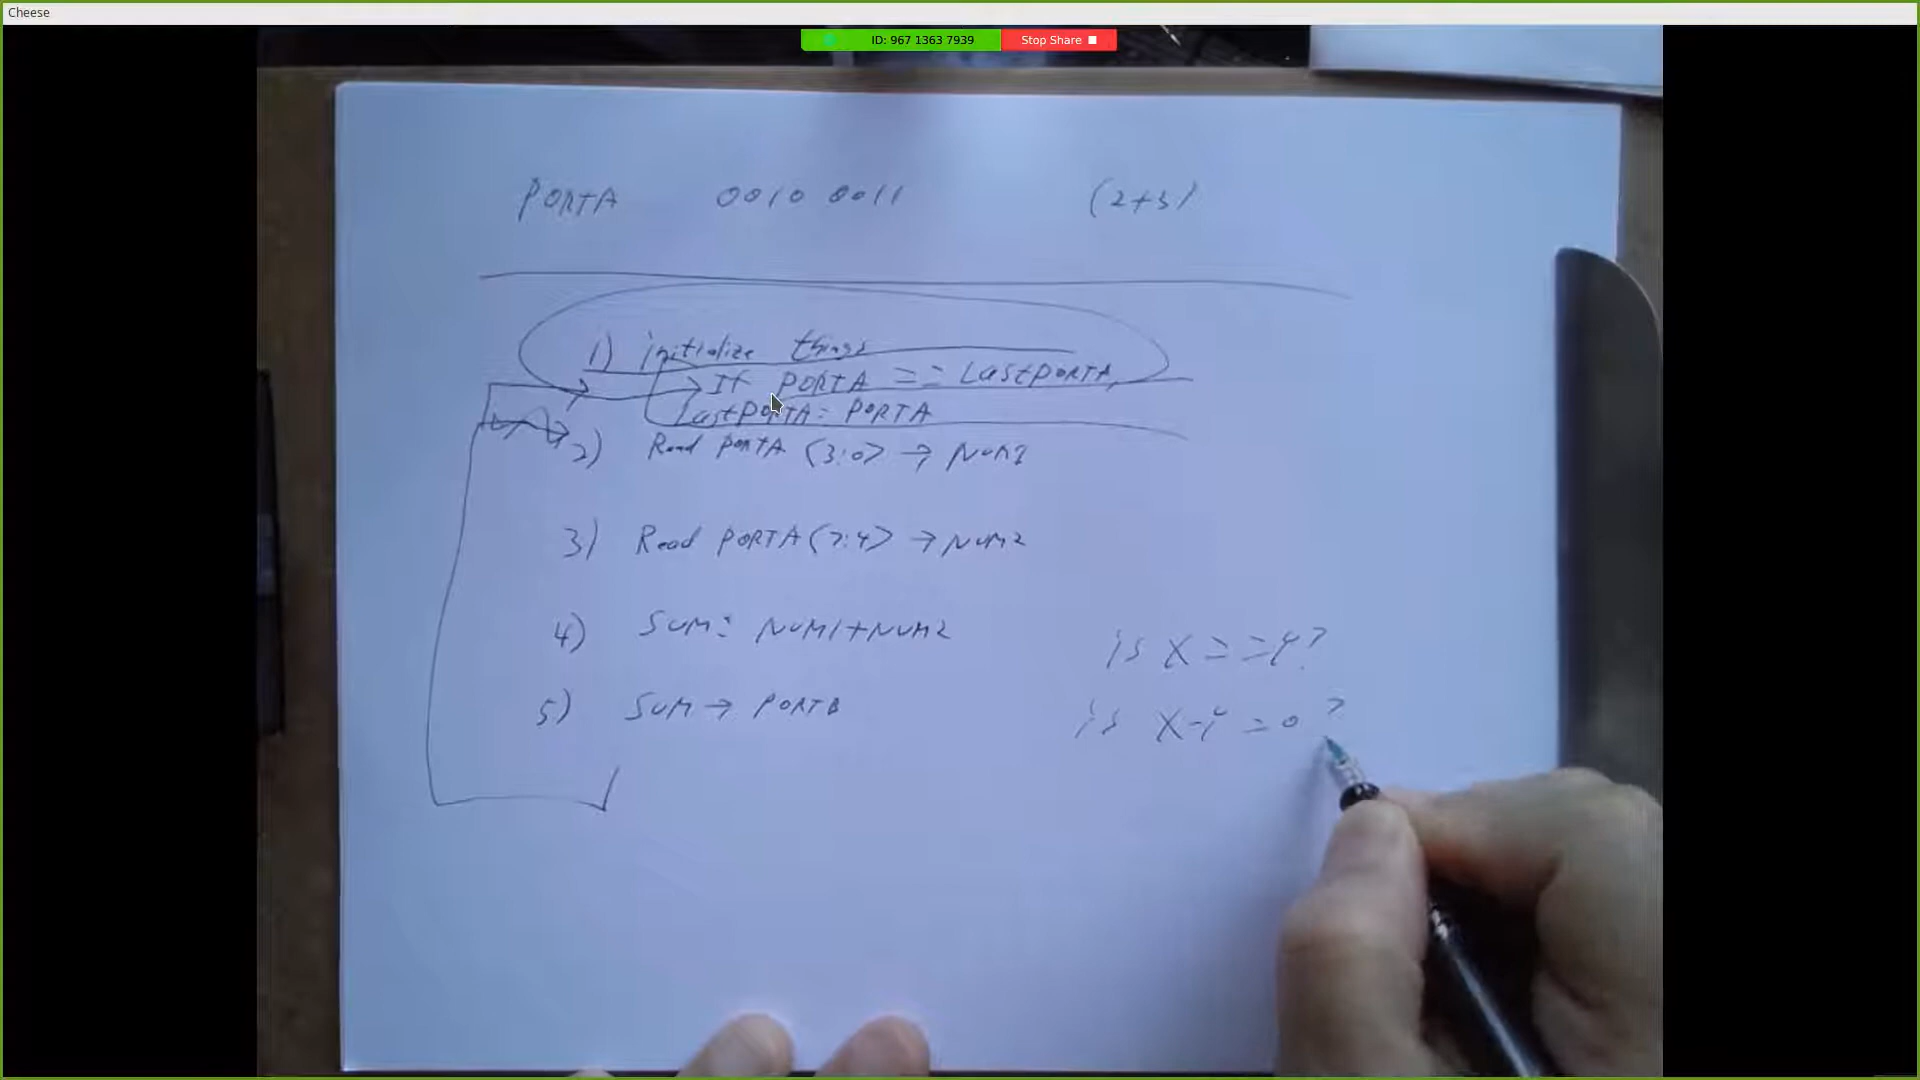 Cheese
ID: 967 1363 7939 Stop Share
PORTA 0010 0011 (2+3)
1) initialize things
If PORTA == LastPORTA
LastPORTA = PORTA
2) Read PORTA (3:0) → NUM1
3) Read PORTA (7:4) → NUM2
4) SUM = NUM1+NUM2
is X == Y?
5) SUM → PORTB
is X-Y = 0 ?